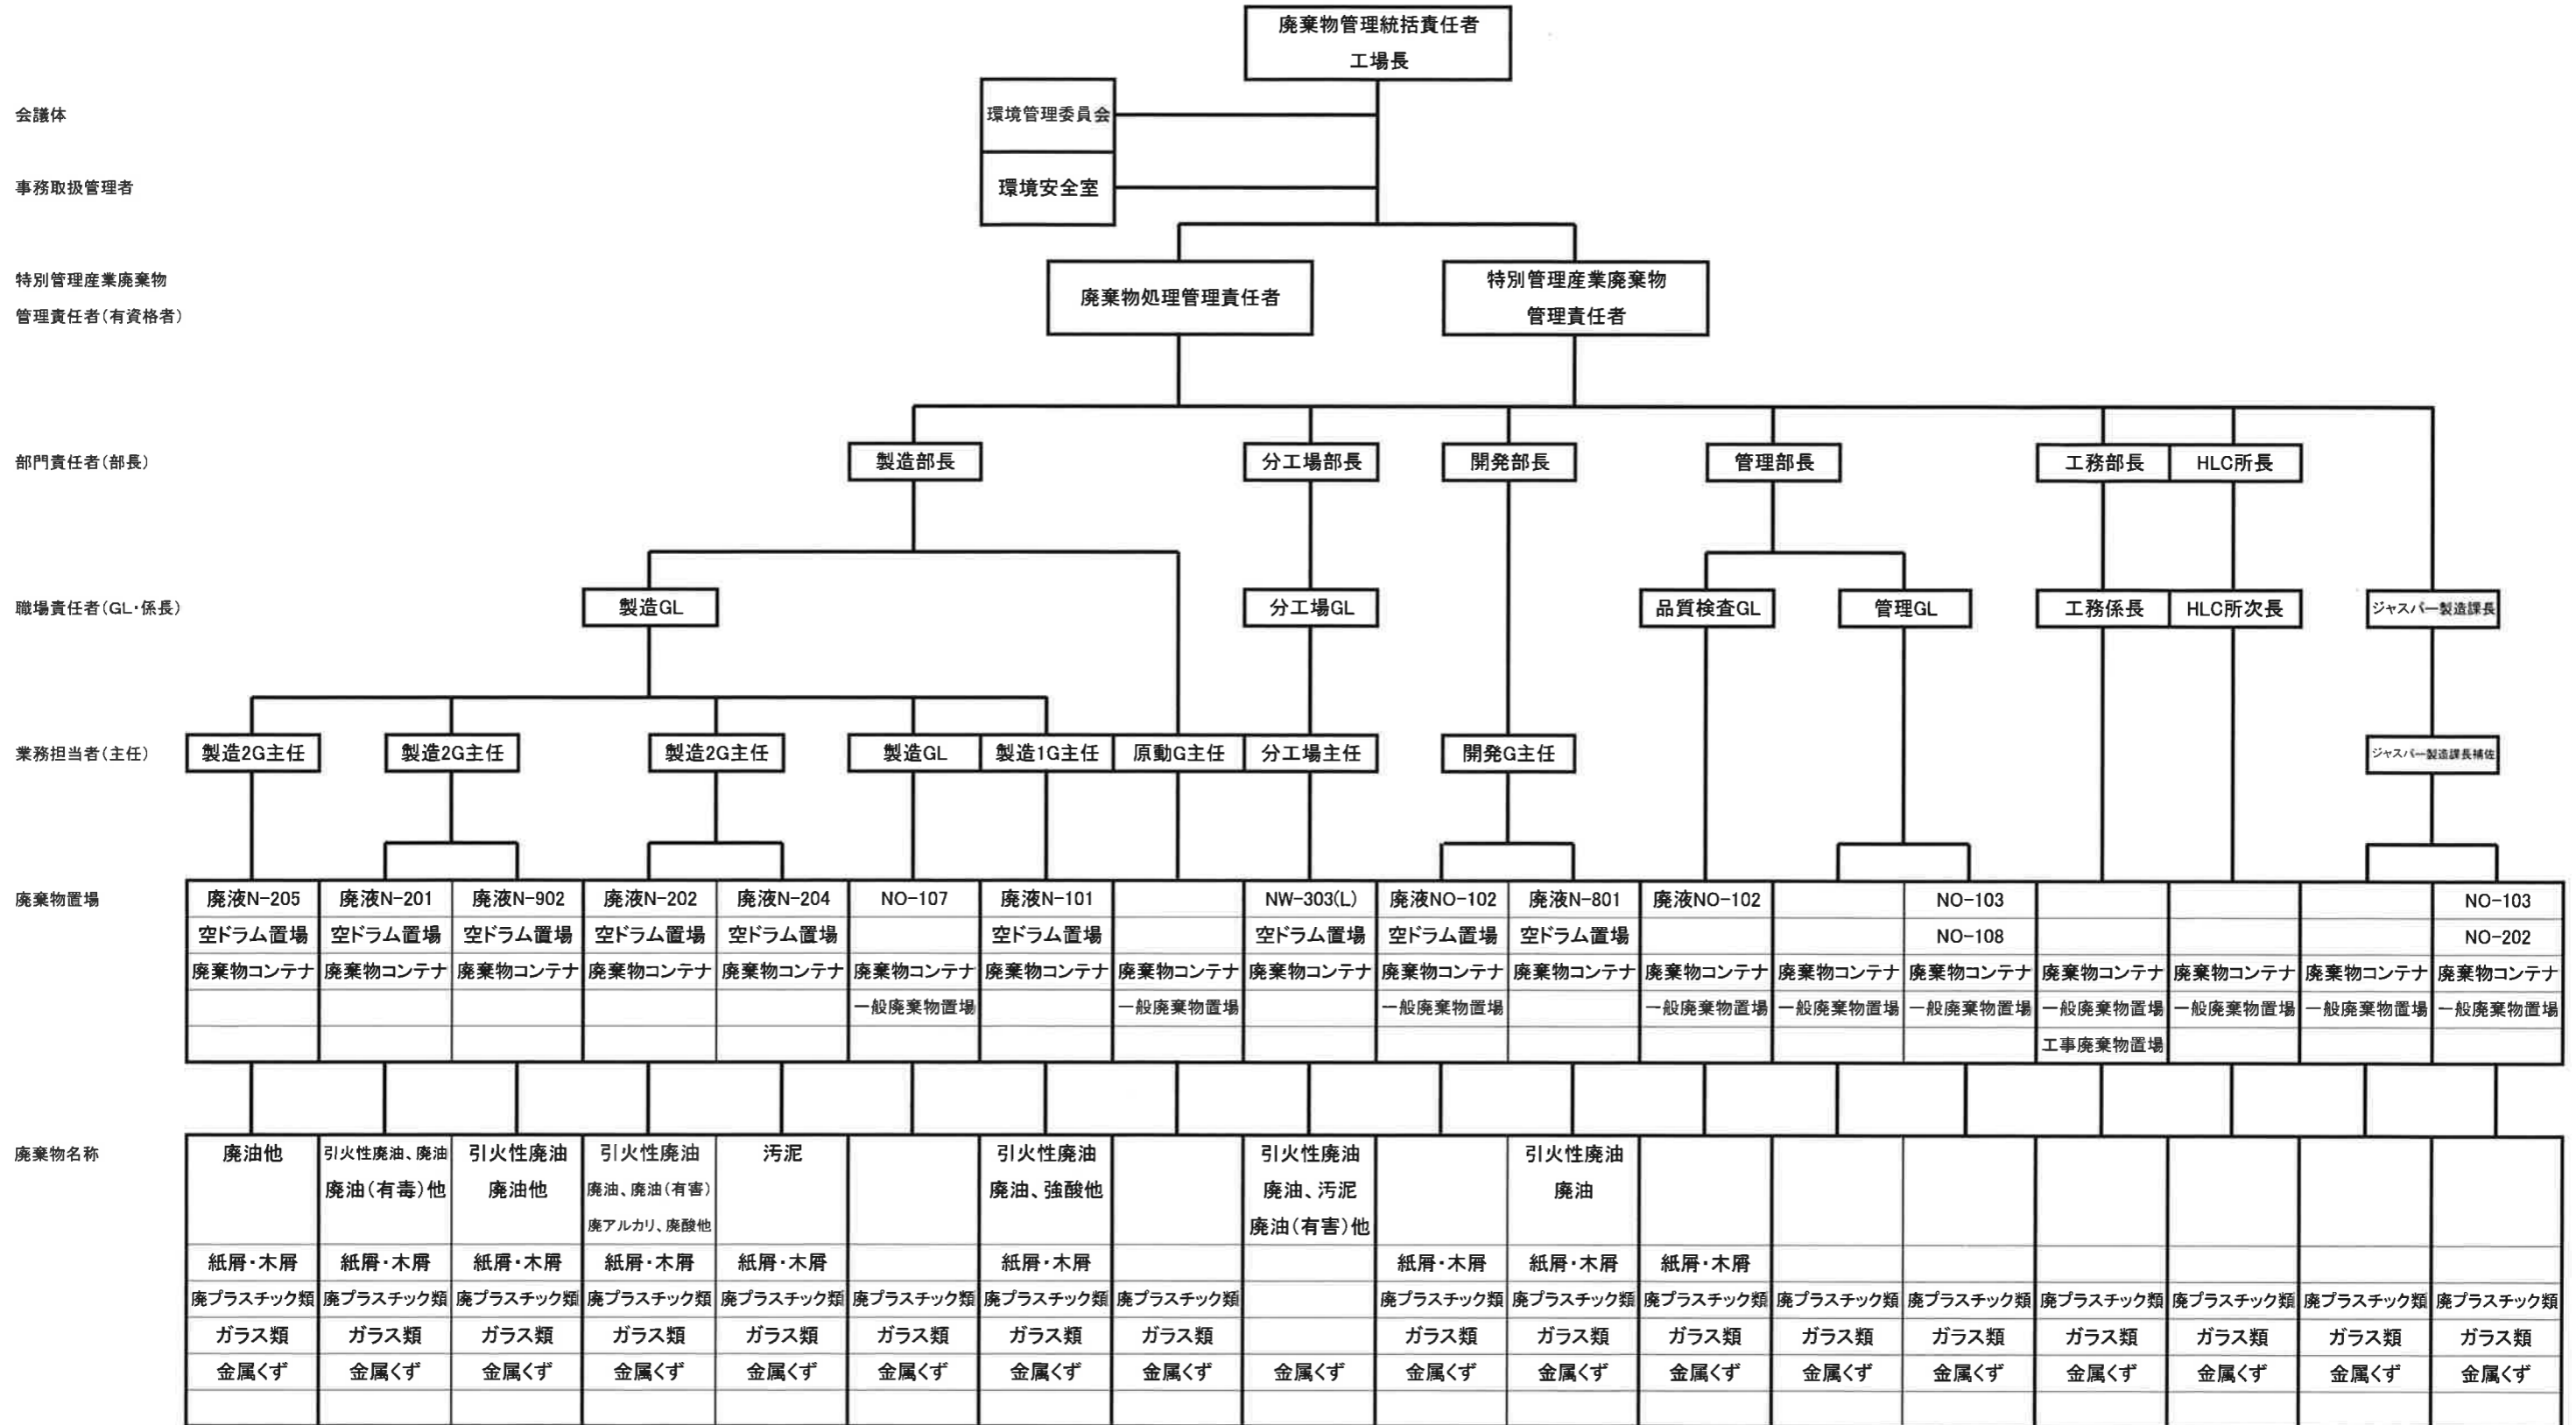 廃棄物管理統括責任者
工場長
会議体
環境管理委員会
事務取扱管理者
環境安全室
特別管理産業廃棄物
管理責任者(有資格者)
廃棄物処理管理責任者
特別管理産業廃棄物
管理責任者
部門責任者(部長)
製造部長 分工場部長 開発部長 管理部長 工務部長 HLC所長
職場責任者(GL・係長)
製造GL 分工場GL 品質検査GL 管理GL 工務係長 HLC所次長 ジャスパー製造課長
業務担当者(主任)
製造2G主任 製造2G主任 製造2G主任 製造GL 製造1G主任 原動G主任 分工場主任 開発G主任 ジャスパー製造課長補佐
廃棄物置場
廃液N-205 廃液N-201 廃液N-902 廃液N-202 廃液N-204 NO-107 廃液N-101 NW-303(L) 廃液NO-102 廃液N-801 廃液NO-102 NO-103 NO-103
空ドラム置場 空ドラム置場 空ドラム置場 空ドラム置場 空ドラム置場 空ドラム置場 空ドラム置場 空ドラム置場 空ドラム置場 NO-108 NO-202
廃棄物コンテナ 廃棄物コンテナ 廃棄物コンテナ 廃棄物コンテナ 廃棄物コンテナ 廃棄物コンテナ 廃棄物コンテナ 廃棄物コンテナ 廃棄物コンテナ 廃棄物コンテナ 廃棄物コンテナ 廃棄物コンテナ 廃棄物コンテナ 廃棄物コンテナ 廃棄物コンテナ 廃棄物コンテナ 廃棄物コンテナ 廃棄物コンテナ
一般廃棄物置場 一般廃棄物置場 一般廃棄物置場 一般廃棄物置場 一般廃棄物置場 一般廃棄物置場 一般廃棄物置場 一般廃棄物置場 一般廃棄物置場 一般廃棄物置場
工事廃棄物置場
廃棄物名称
廃油他 引火性廃油、廃油 引火性廃油 引火性廃油 汚泥 引火性廃油 引火性廃油 引火性廃油
廃油(有毒)他 廃油他 廃油、廃油(有害) 廃油、強酸他 廃油、汚泥 廃油
廃アルカリ、廃酸他 廃油(有害)他
紙屑・木屑 紙屑・木屑 紙屑・木屑 紙屑・木屑 紙屑・木屑 紙屑・木屑 紙屑・木屑 紙屑・木屑 紙屑・木屑
廃プラスチック類 廃プラスチック類 廃プラスチック類 廃プラスチック類 廃プラスチック類 廃プラスチック類 廃プラスチック類 廃プラスチック類 廃プラスチック類 廃プラスチック類 廃プラスチック類 廃プラスチック類 廃プラスチック類 廃プラスチック類 廃プラスチック類 廃プラスチック類 廃プラスチック類
ガラス類 ガラス類 ガラス類 ガラス類 ガラス類 ガラス類 ガラス類 ガラス類 ガラス類 ガラス類 ガラス類 ガラス類 ガラス類 ガラス類 ガラス類 ガラス類 ガラス類
金属くず 金属くず 金属くず 金属くず 金属くず 金属くず 金属くず 金属くず 金属くず 金属くず 金属くず 金属くず 金属くず 金属くず 金属くず 金属くず 金属くず 金属くず